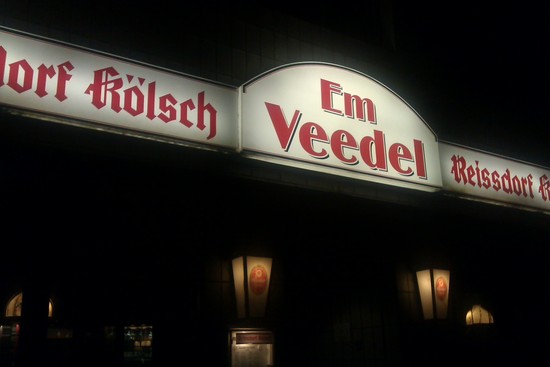 dorf Kölsch
Em
Veedel
Reissdorf K